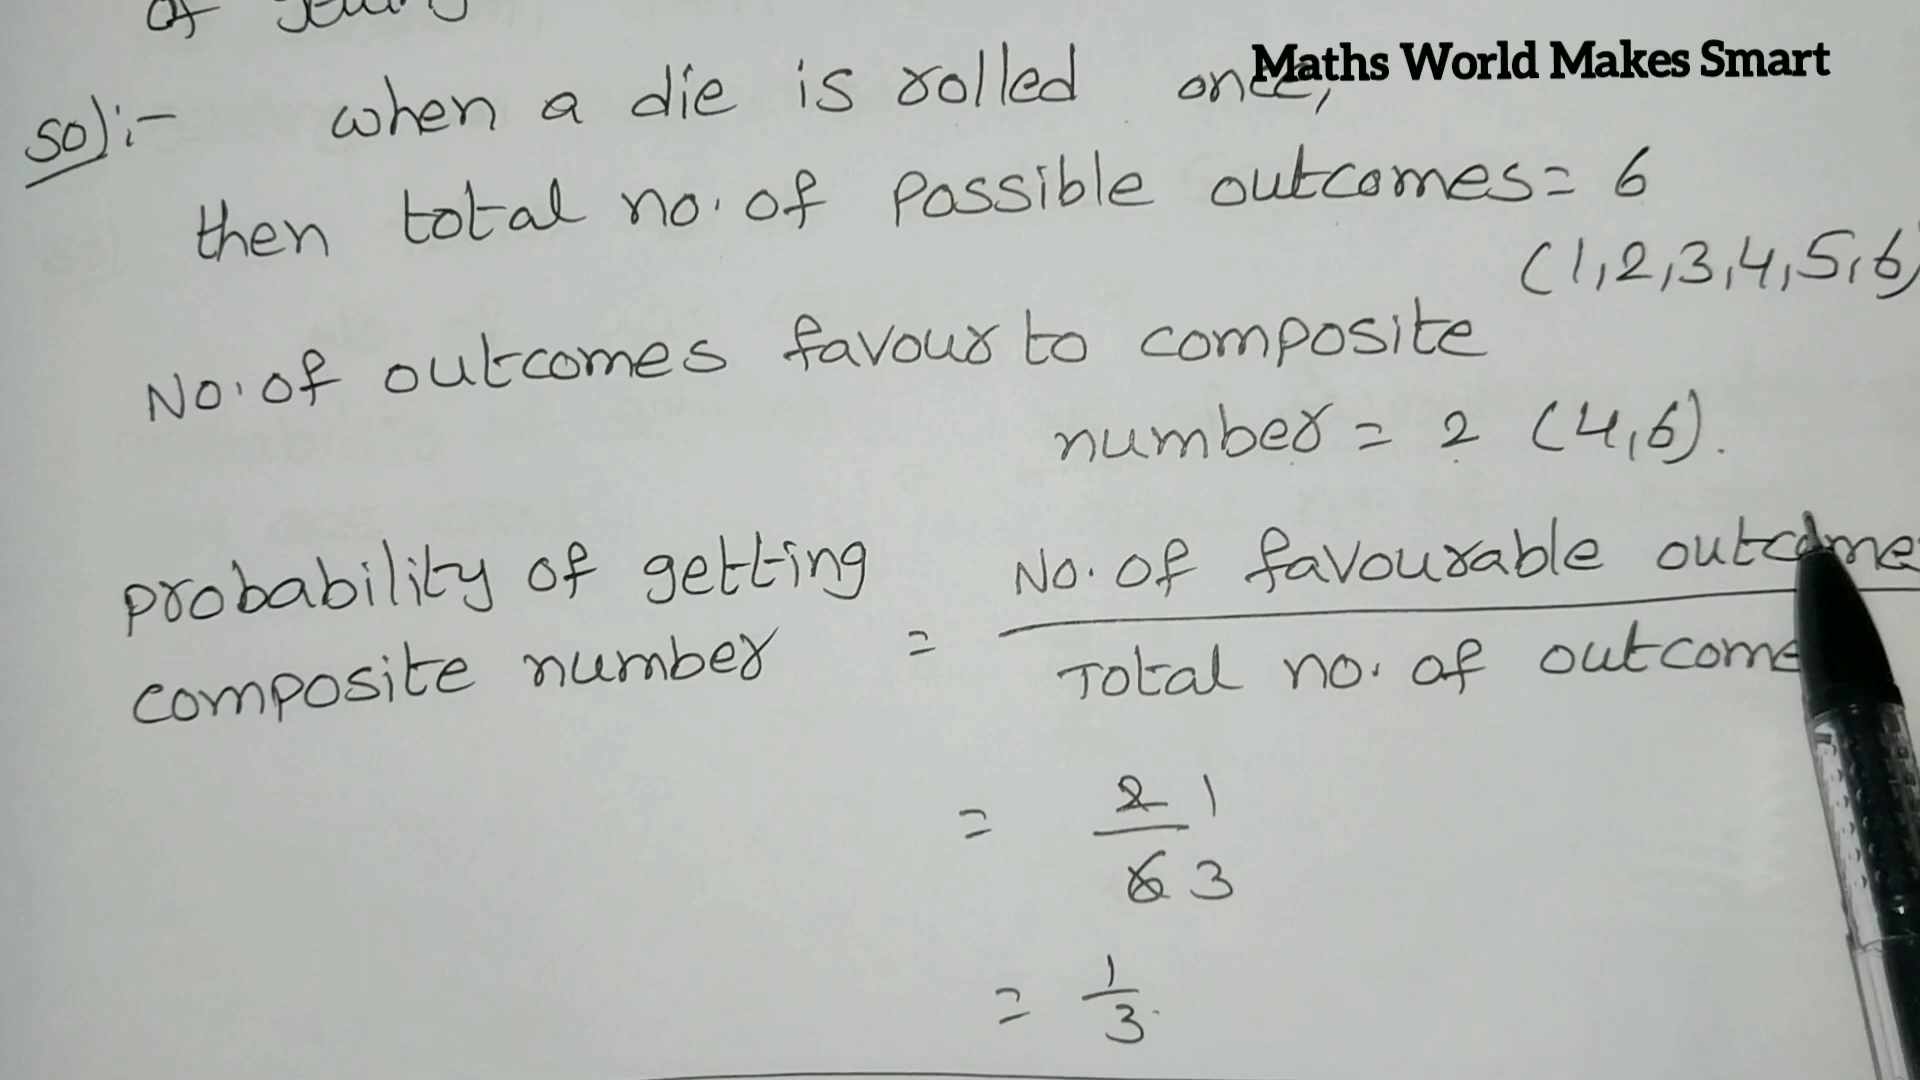 Maths World Makes Smart
of getting
sol:- when a die is rolled once,
then total no. of possible outcomes = 6
(1,2,3,4,5,6)
No. of outcomes favour to composite
number = 2 (4,6).
probability of getting
composite number
= No. of favourable outcome
Total no. of outcome
= 2 1
6 3
= 1
3.